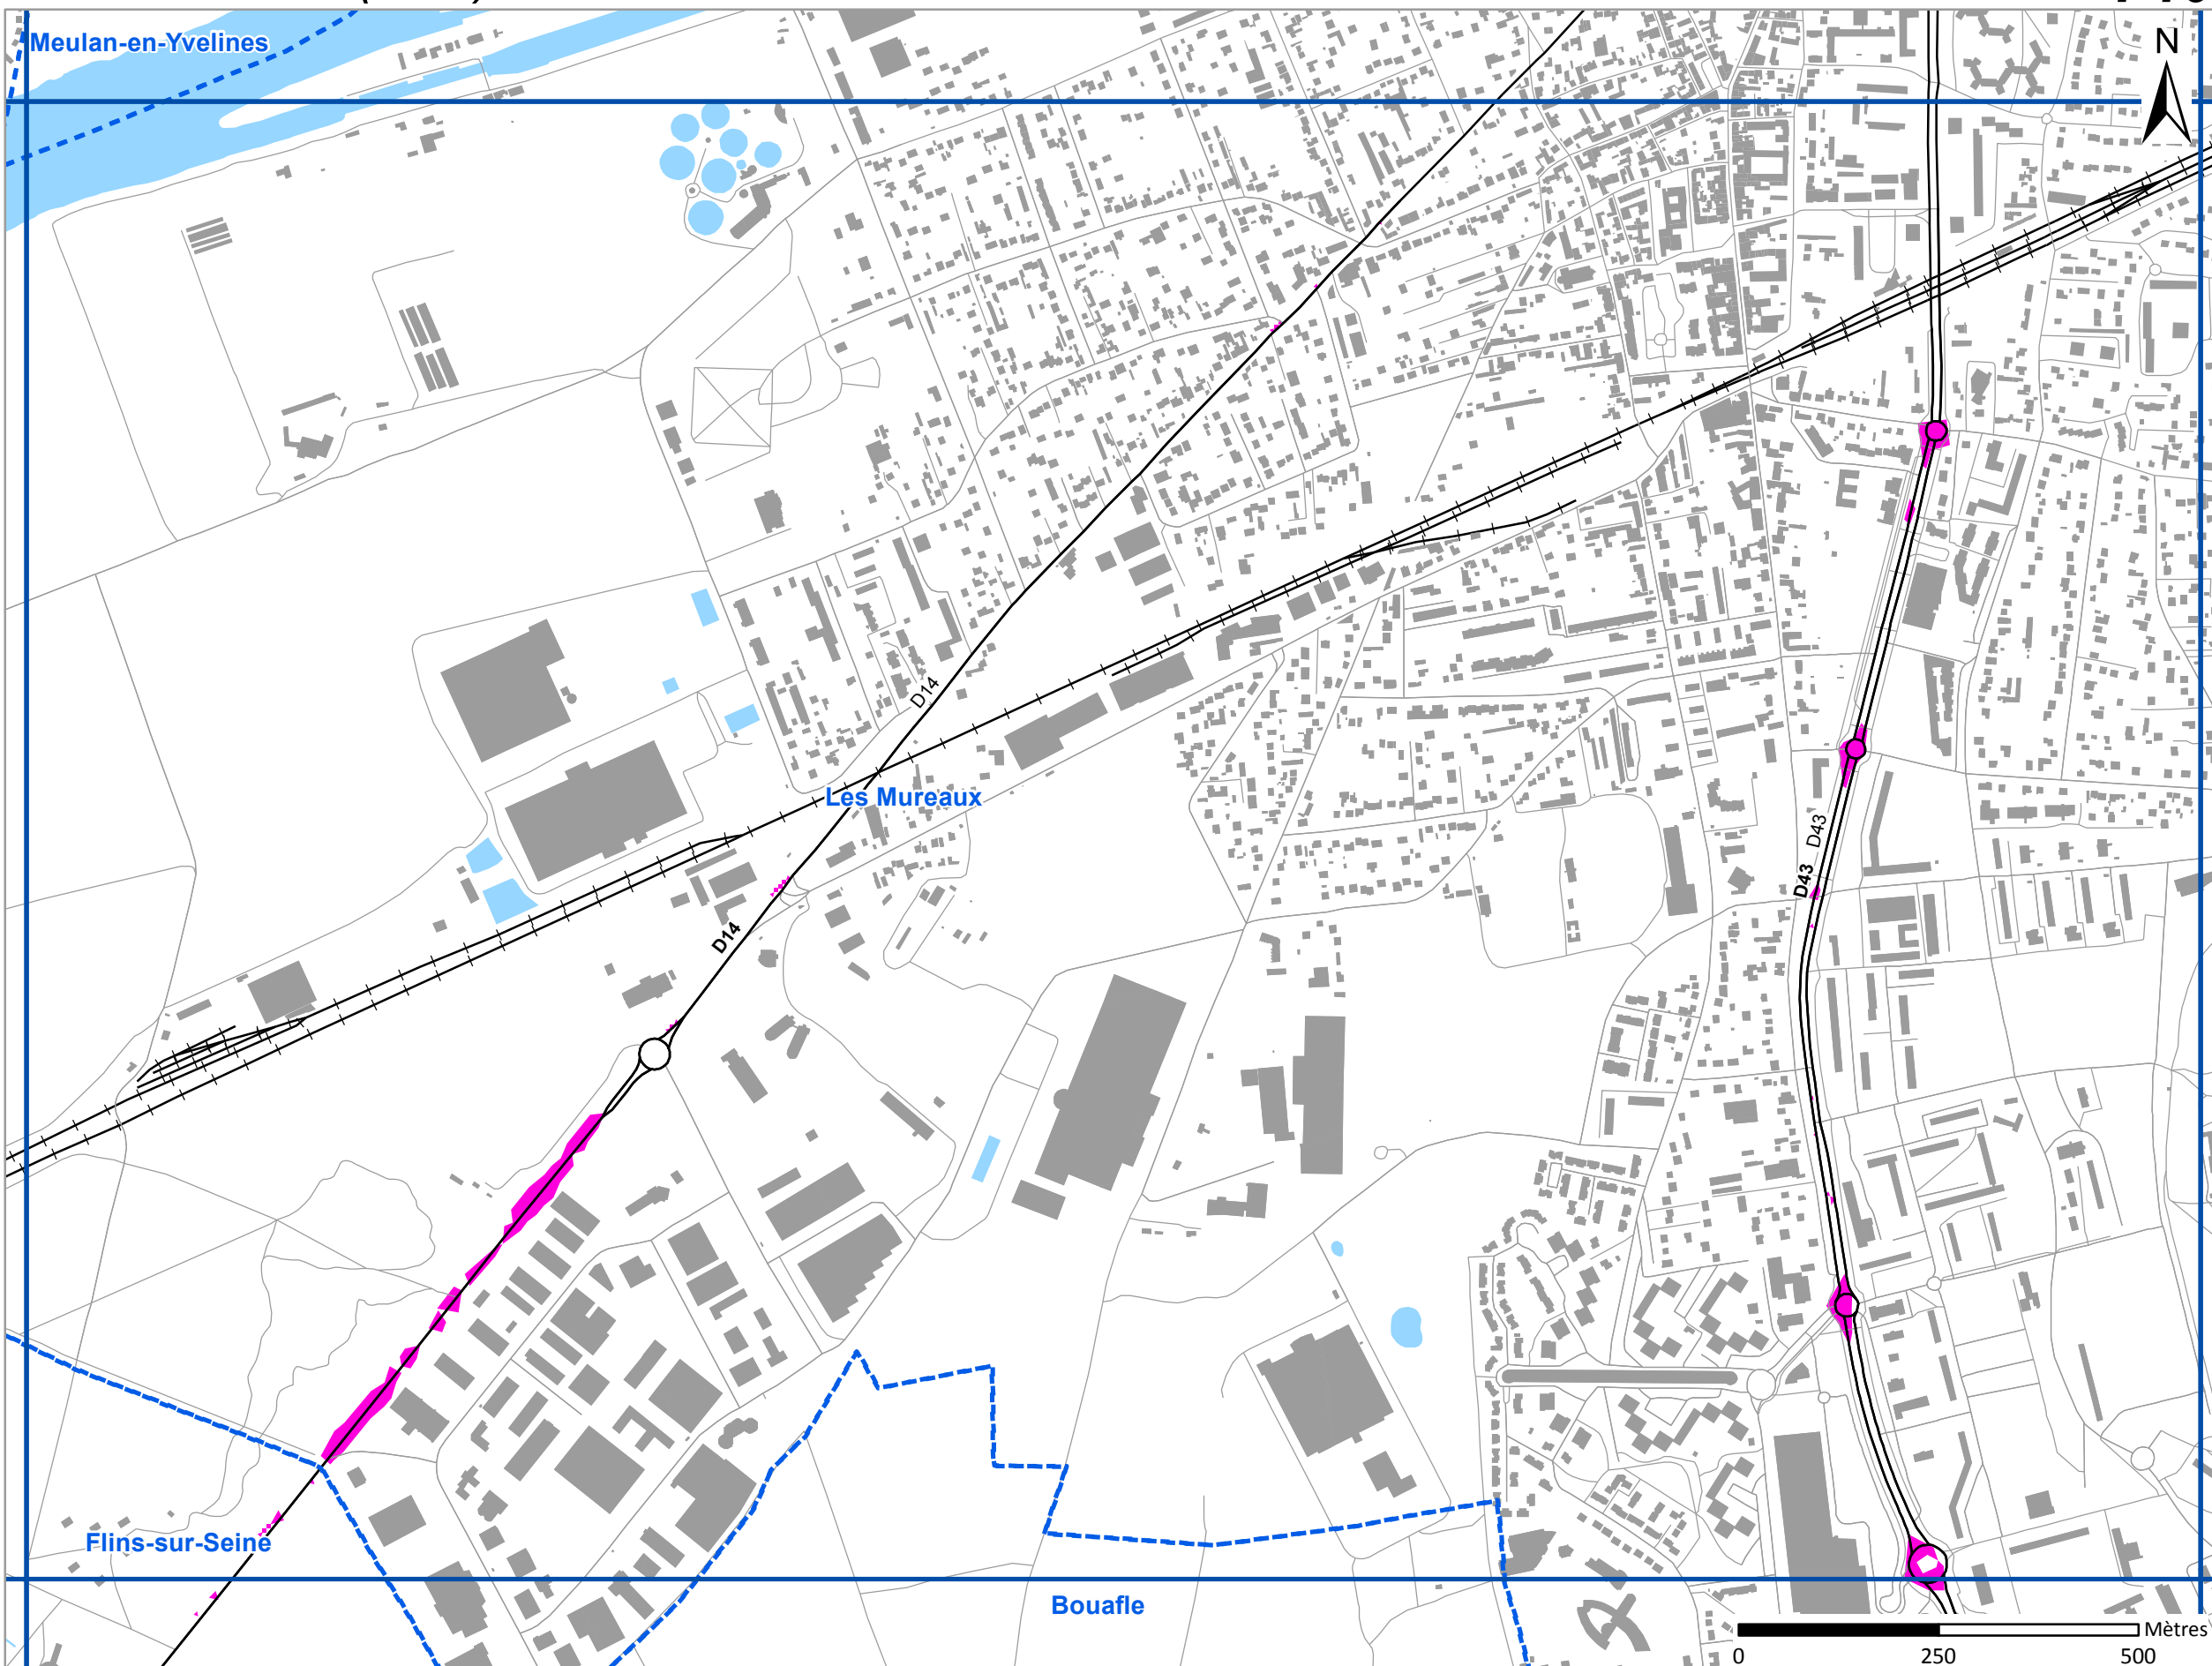 Meulan-en-Yvelines
N
D14
Les Mureaux
D43
D43
D14
Flins-sur-Seine
Bouafle
Mètres
0 250 500